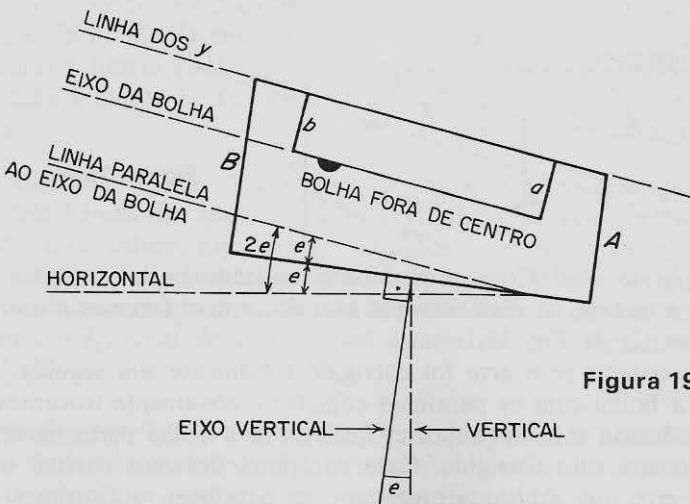 LINHA DOS y
EIXO DA BOLHA
LINHA PARALELA
AO EIXO DA BOLHA
B
b
BOLHA FORA DE CENTRO
a
A
2e
e
e
HORIZONTAL
Figura 19
EIXO VERTICAL
VERTICAL
e